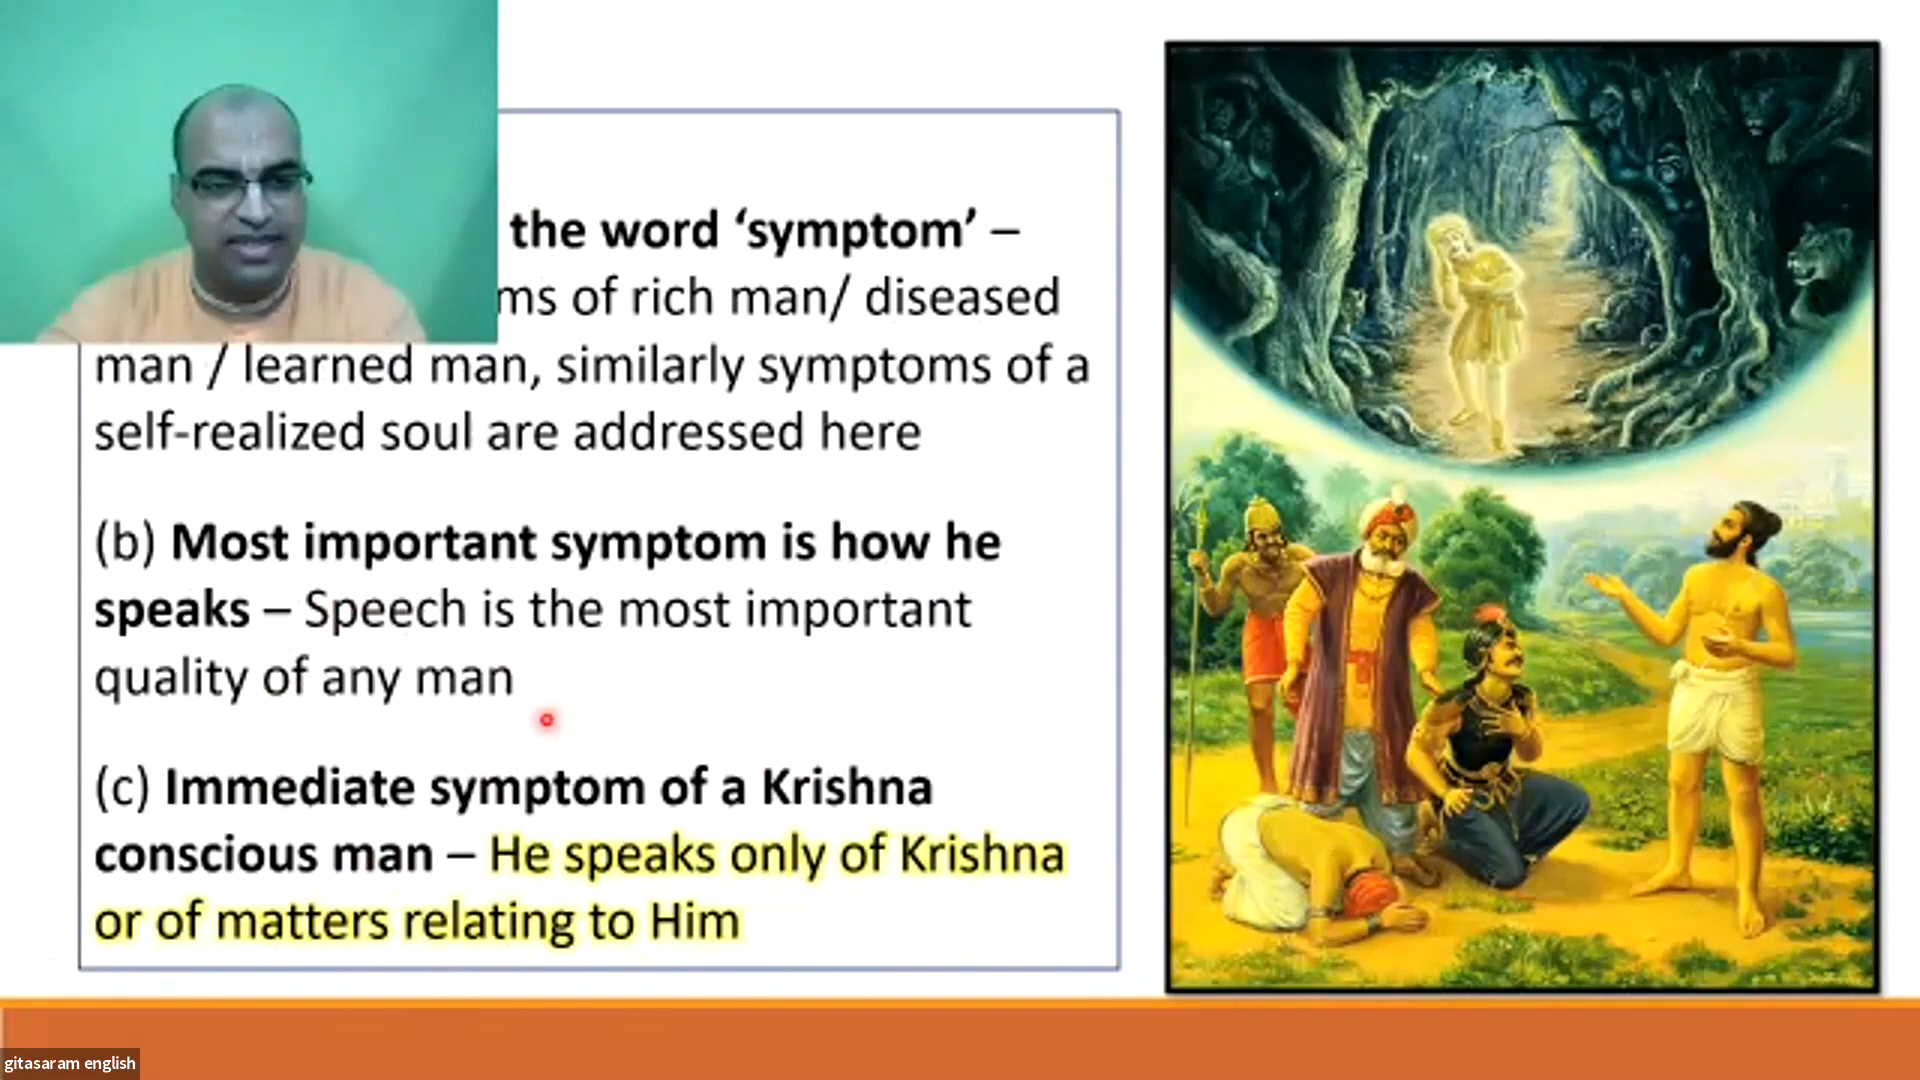 the word ‘symptom’ –
of rich man/ diseased
man / learned man, similarly symptoms of a
self-realized soul are addressed here
(b) Most important symptom is how he
speaks – Speech is the most important
quality of any man
(c) Immediate symptom of a Krishna
conscious man – He speaks only of Krishna
or of matters relating to Him
gitasaram english